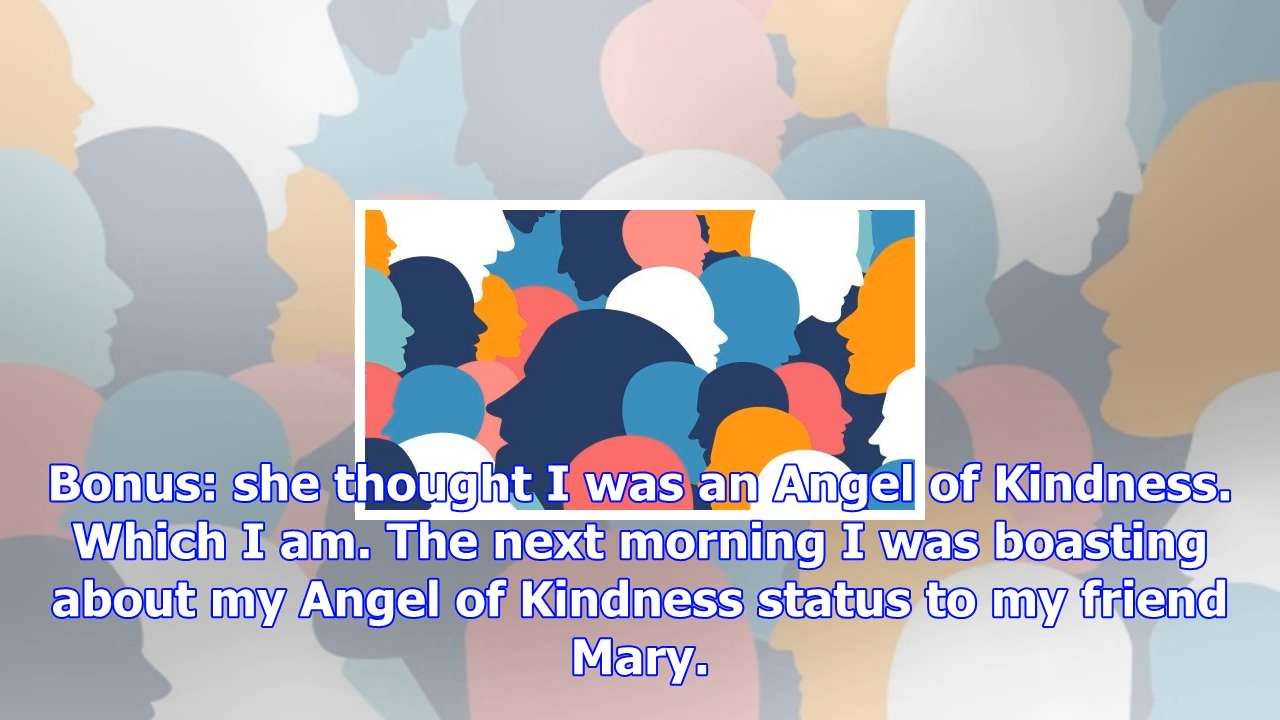 Bonus: she thought I was an Angel of Kindness.
Which I am. The next morning I was boasting
about my Angel of Kindness status to my friend
Mary.